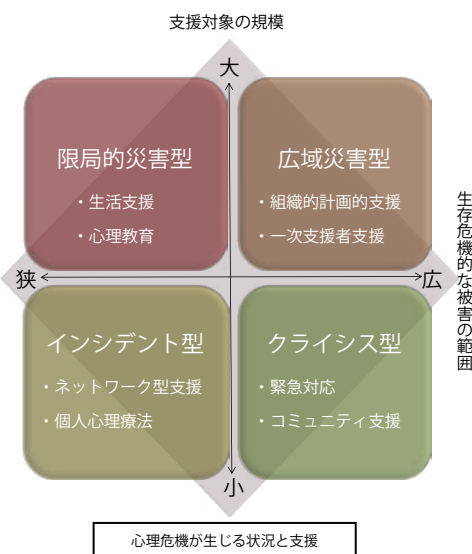 支援対象の規模
大
限局的災害型
・生活支援
・心理教育
広域災害型
・組織的計画的支援
・一次支援者支援
狭
広
生存危機的な被害の範囲
インシデント型
・ネットワーク型支援
・個人心理療法
クライシス型
・緊急対応
・コミュニティ支援
小
心理危機が生じる状況と支援